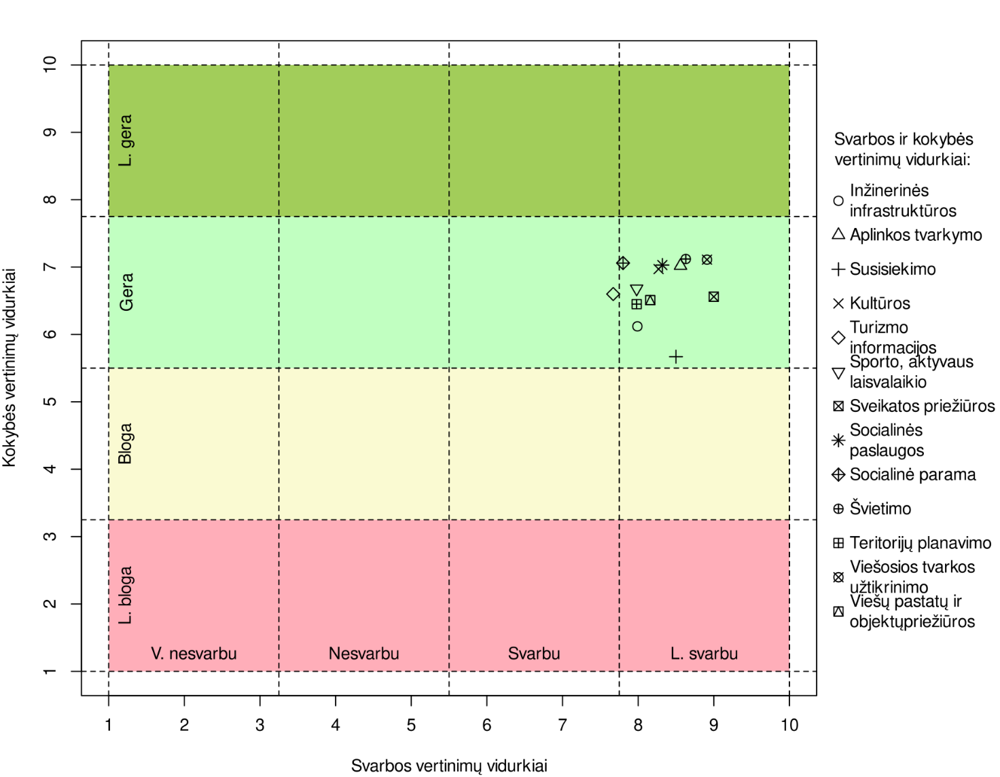 Kokybės vertinimų vidurkiai
10
9
8
7
6
5
4
3
2
1
L. gera
Gera
Bloga
L. bloga
V. nesvarbu
Nesvarbu
Svarbu
L. svarbu
1
2
3
4
5
6
7
8
9
10
Svarbos vertinimų vidurkiai
Svarbos ir kokybės
vertinimų vidurkiai:
Inžinerinės
infrastruktūros
Aplinkos tvarkymo
Susisiekimo
Kultūros
Turizmo
informacijos
Sporto, aktyvaus
laisvalaikio
Sveikatos priežiūros
Socialinės
paslaugos
Socialinė parama
Švietimo
Teritorijų planavimo
Viešosios tvarkos
užtikrinimo
Viešų pastatų ir
objektųpriežiūros